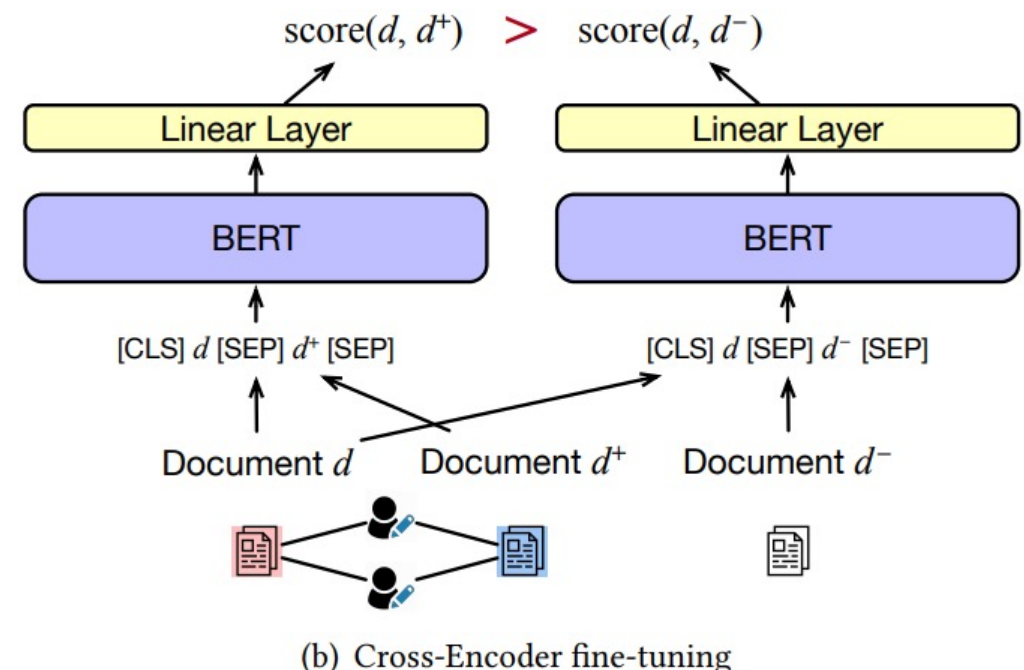 score(d, d⁺) > score(d, d⁻)
Linear Layer Linear Layer
BERT BERT
[CLS] d [SEP] d⁺ [SEP] [CLS] d [SEP] d⁻ [SEP]
Document d Document d⁺ Document d⁻
(b) Cross-Encoder fine-tuning